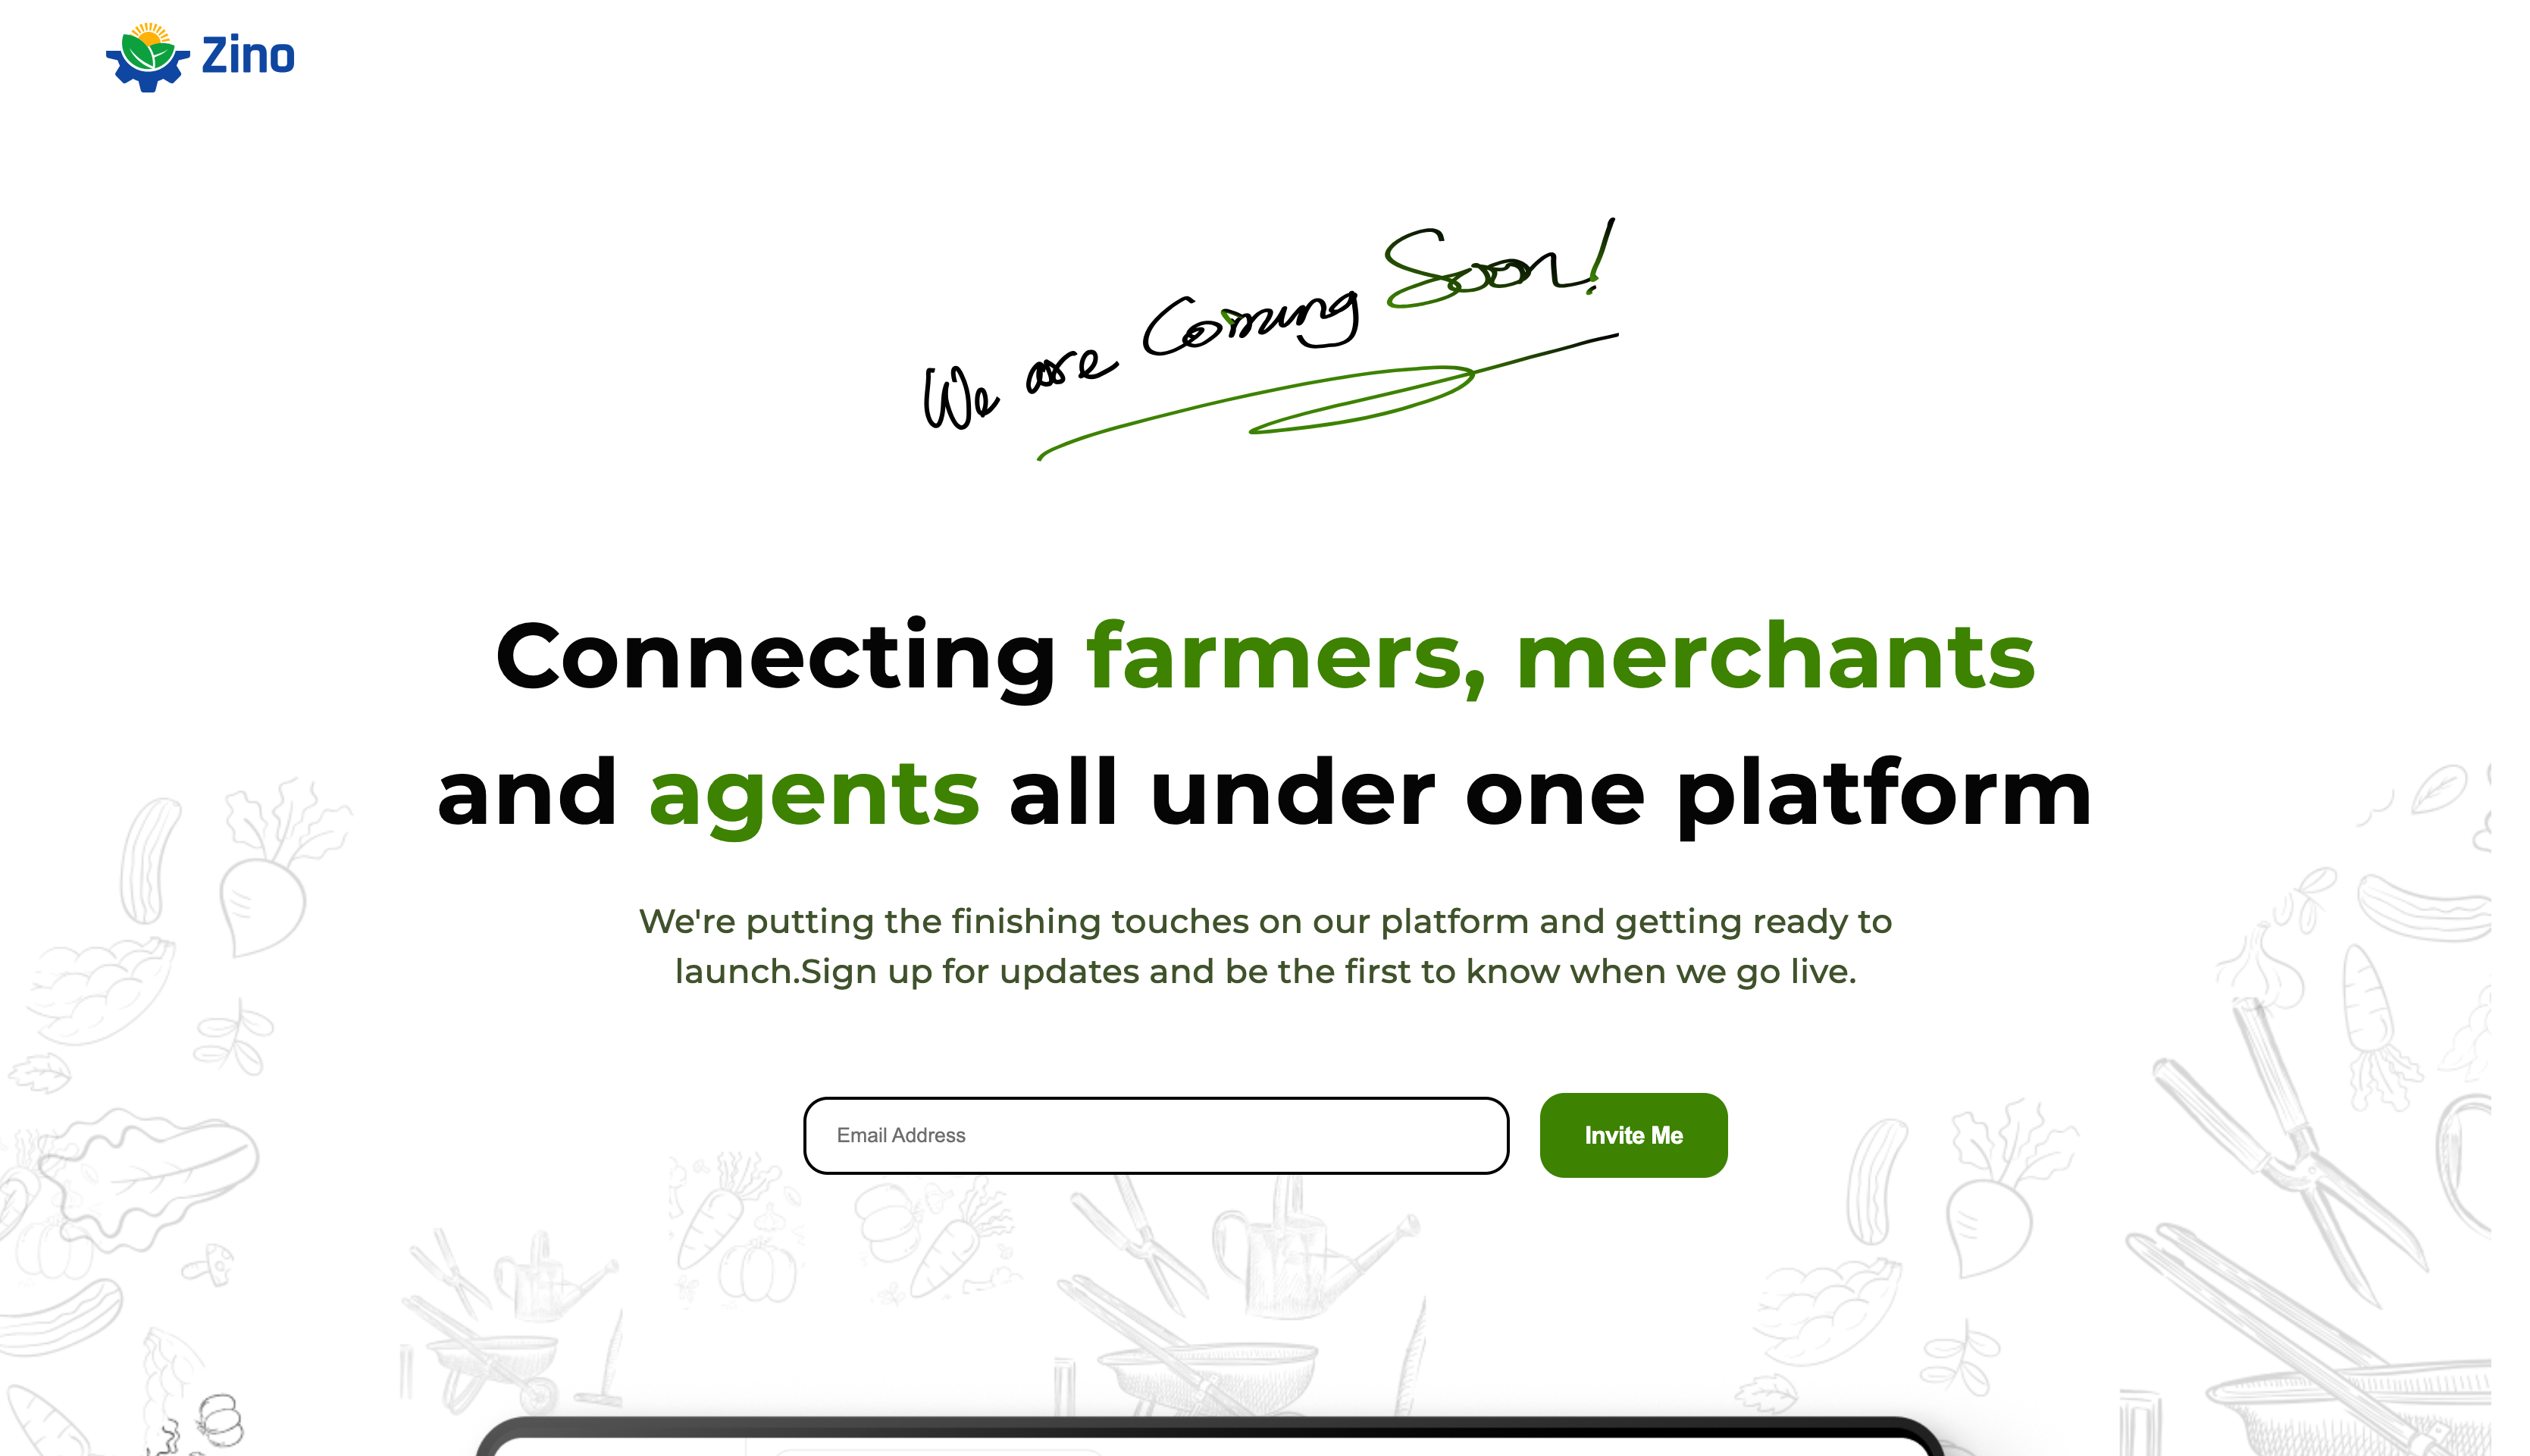 Zino
We are Coming Soon!
Connecting farmers, merchants
and agents all under one platform
We're putting the finishing touches on our platform and getting ready to
launch.Sign up for updates and be the first to know when we go live.
Email Address
Invite Me